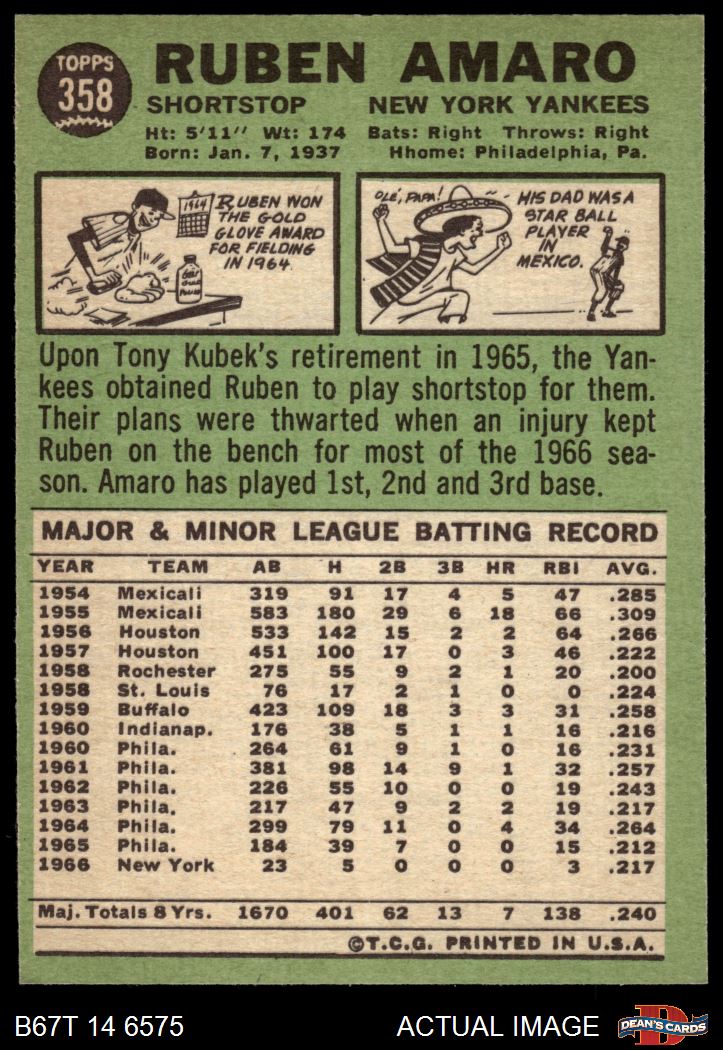 TOPPS
358
RUBEN AMARO
SHORTSTOP NEW YORK YANKEES
Ht: 5'11" Wt: 174 Bats: Right Throws: Right
Born: Jan. 7, 1937 Hhome: Philadelphia, Pa.
1964
RUBEN WON
THE GOLD
GLOVE AWARD
FOR FIELDING
IN 1964.
OLÉ, PAPA!
HIS DAD WAS A
STAR BALL
PLAYER
IN
MEXICO.
Upon Tony Kubek's retirement in 1965, the Yan-
kees obtained Ruben to play shortstop for them.
Their plans were thwarted when an injury kept
Ruben on the bench for most of the 1966 sea-
son. Amaro has played 1st, 2nd and 3rd base.
MAJOR & MINOR LEAGUE BATTING RECORD
YEAR TEAM AB H 2B 3B HR RBI AVG.
1954 Mexicali 319 91 17 4 5 47 .285
1955 Mexicali 583 180 29 6 18 66 .309
1956 Houston 533 142 15 2 2 64 .266
1957 Houston 451 100 17 0 3 46 .222
1958 Rochester 275 55 9 2 1 20 .200
1958 St. Louis 76 17 2 1 0 0 .224
1959 Buffalo 423 109 18 3 3 31 .258
1960 Indianap. 176 38 5 1 1 16 .216
1960 Phila. 264 61 9 1 0 16 .231
1961 Phila. 381 98 14 9 1 32 .257
1962 Phila. 226 55 10 0 0 19 .243
1963 Phila. 217 47 9 2 2 19 .217
1964 Phila. 299 79 11 0 4 34 .264
1965 Phila. 184 39 7 0 0 15 .212
1966 New York 23 5 0 0 0 3 .217
Maj. Totals 8 Yrs. 1670 401 62 13 7 138 .240
©T.C.G. PRINTED IN U.S.A.
B67T 14 6575 ACTUAL IMAGE DEAN'S CARDS